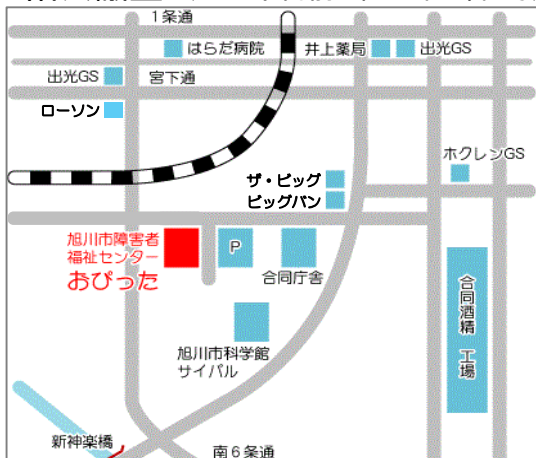 1条通
はらだ病院
井上薬局
出光GS
出光GS
宮下通
ローソン
ホクレンGS
ザ・ビッグ
ビッグバン
旭川市障害者
福祉センター
おぴった
P
合同庁舎
合同酒精 工場
旭川市科学館
サイパル
新神楽橋
南6条通